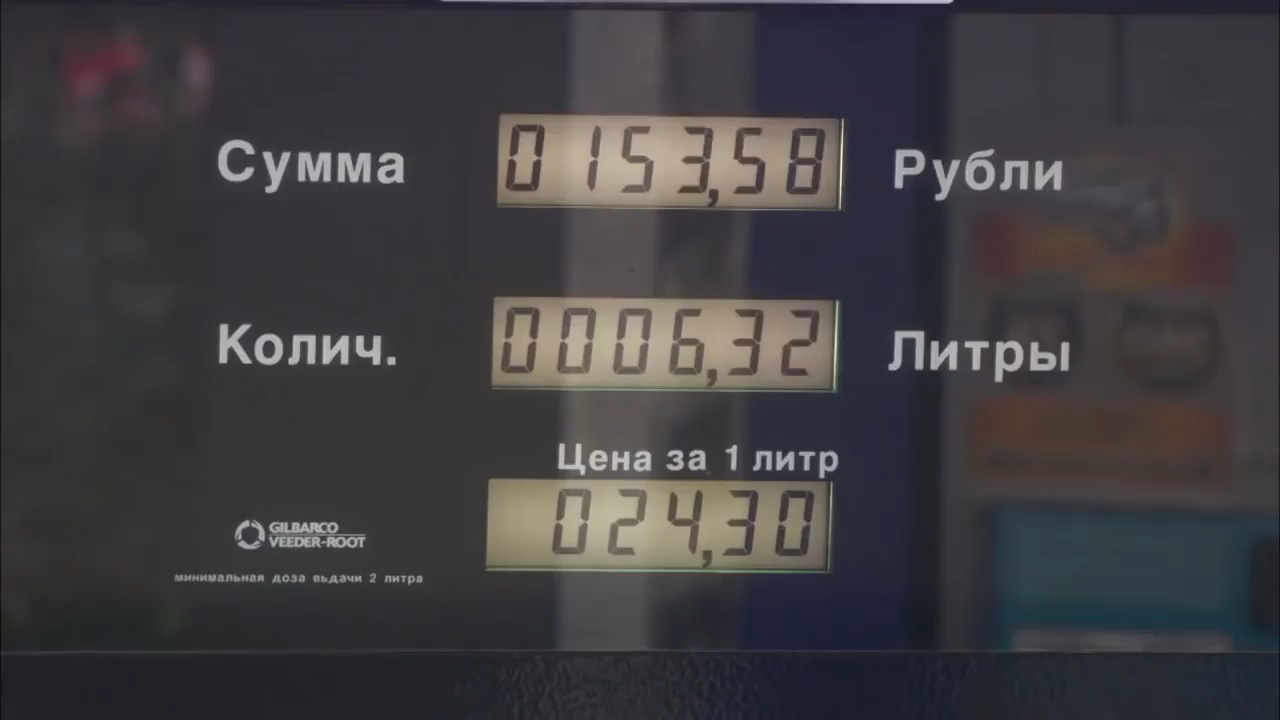 Сумма 0153,58 Рубли
Колич. 0006,32 Литры
Цена за 1 литр
024,30
GILBARCO
VEEDER-ROOT
минимальная доза выдачи 2 литра